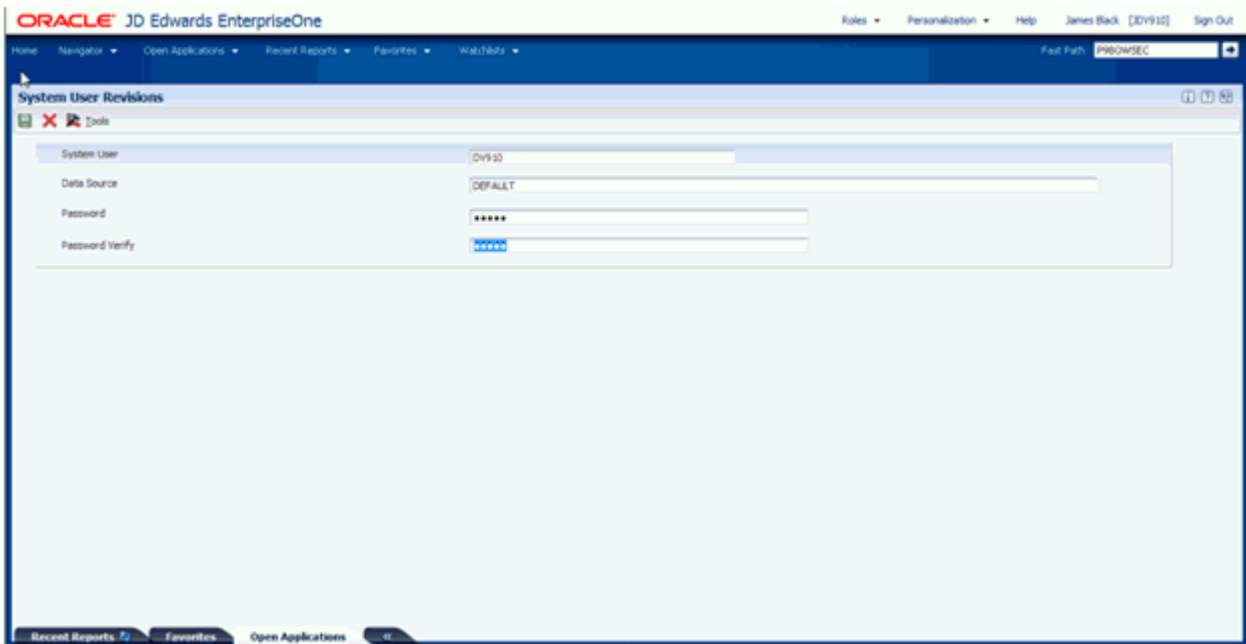 ORACLE JD Edwards EnterpriseOne Roles Personalization Help James Black [JDV910] Sign Out
Home Navigator Open Applications Recent Reports Favorites Watchlists Fast Path P98OWSEC
System User Revisions
Tools
System User DV910
Data Source DEFAULT
Password •••••
Password Verify •••••
Recent Reports Favorites Open Applications «